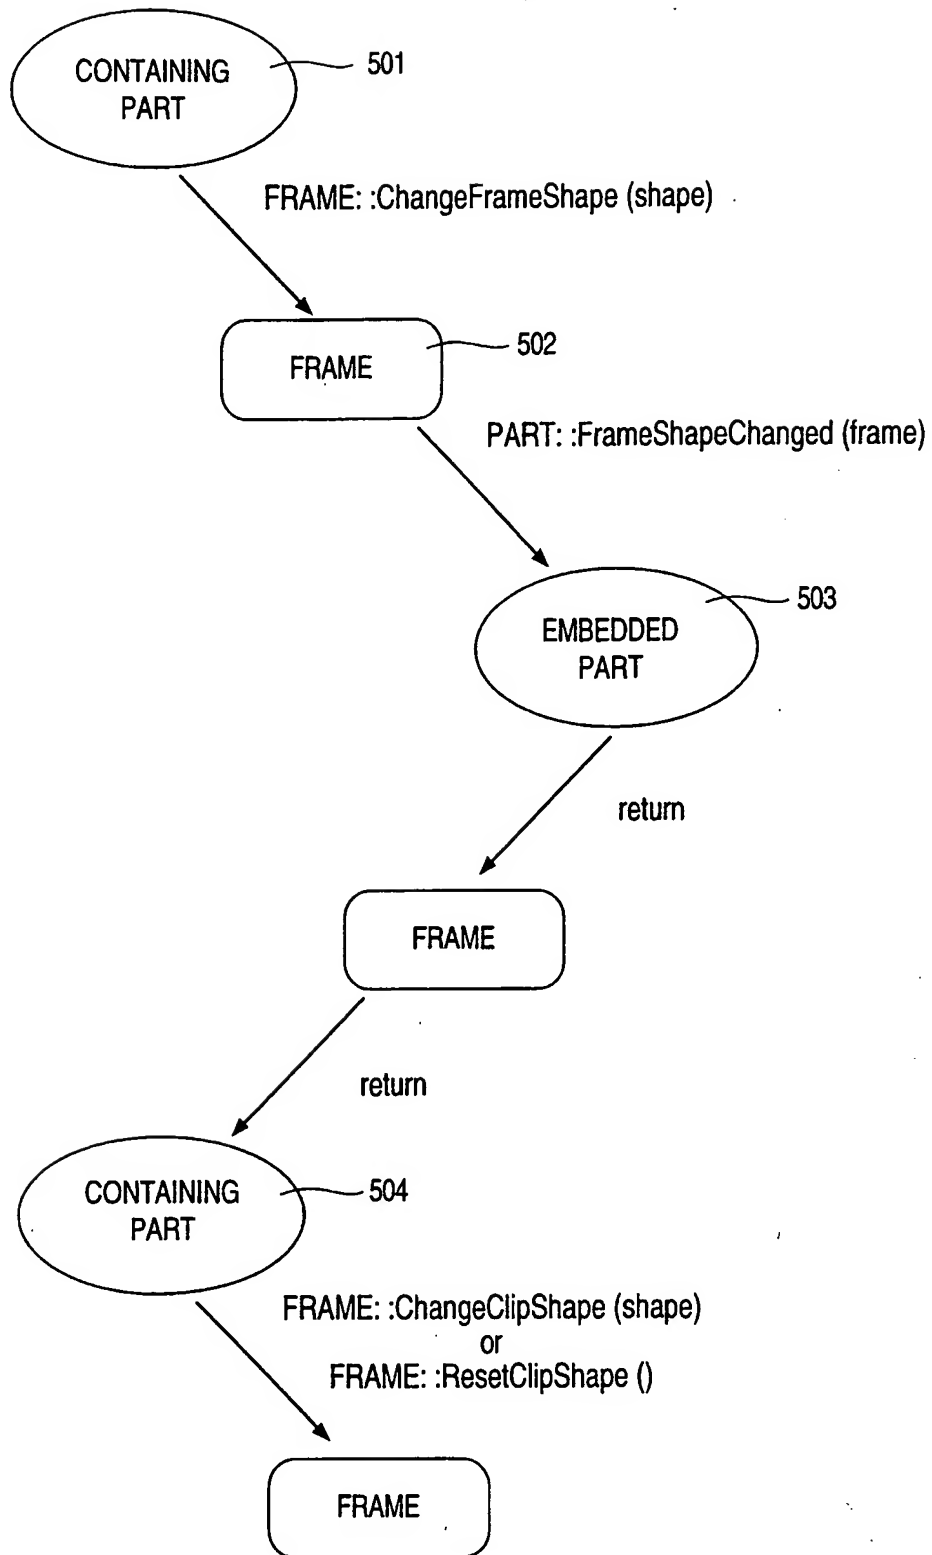 CONTAINING
PART
501
FRAME: :ChangeFrameShape (shape)
FRAME
502
PART: :FrameShapeChanged (frame)
EMBEDDED
PART
503
return
FRAME
return
CONTAINING
PART
504
FRAME: :ChangeClipShape (shape)
or
FRAME: :ResetClipShape ()
FRAME